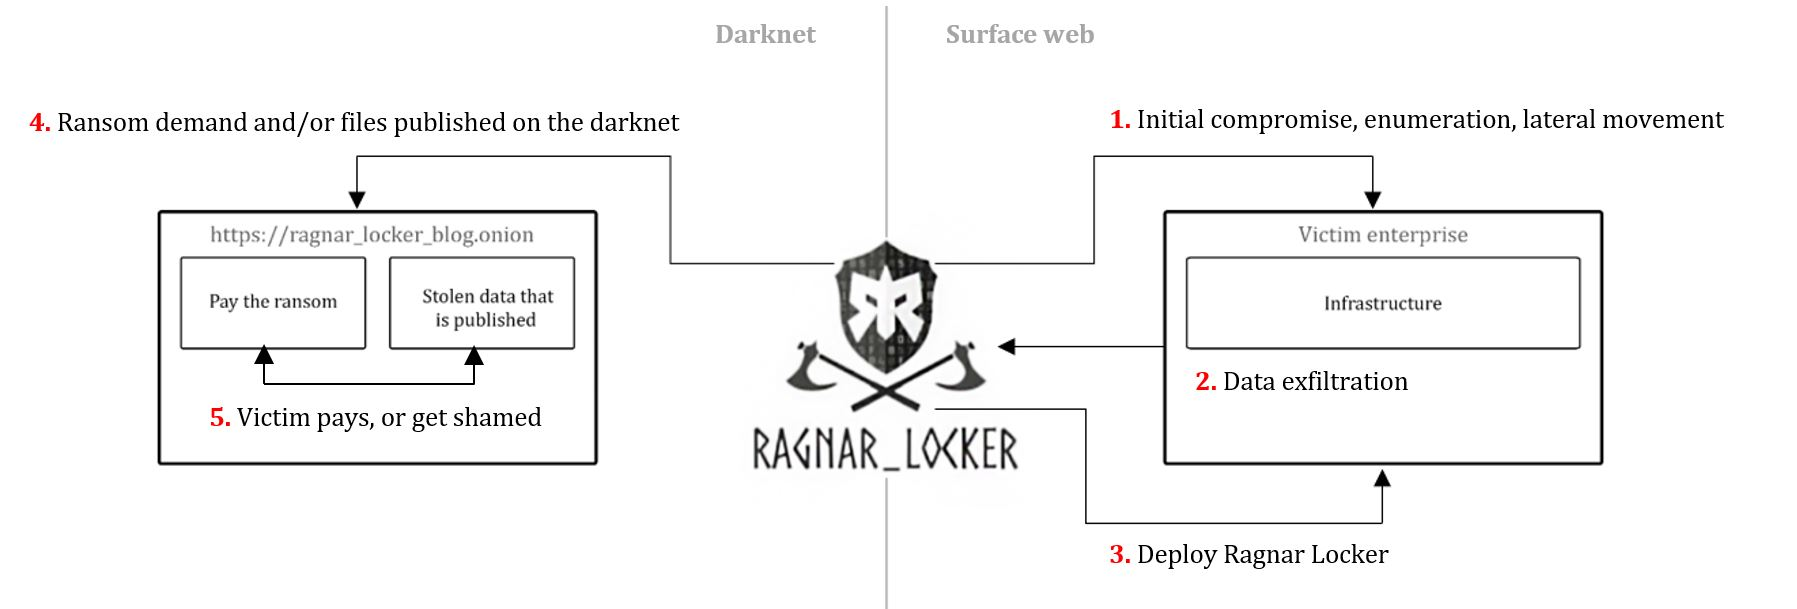 Darknet
Surface web
4. Ransom demand and/or files published on the darknet
1. Initial compromise, enumeration, lateral movement
https://ragnar_locker_blog.onion
Pay the ransom
Stolen data that
is published
5. Victim pays, or get shamed
RAGNAR_LOCKER
Victim enterprise
Infrastructure
2. Data exfiltration
3. Deploy Ragnar Locker